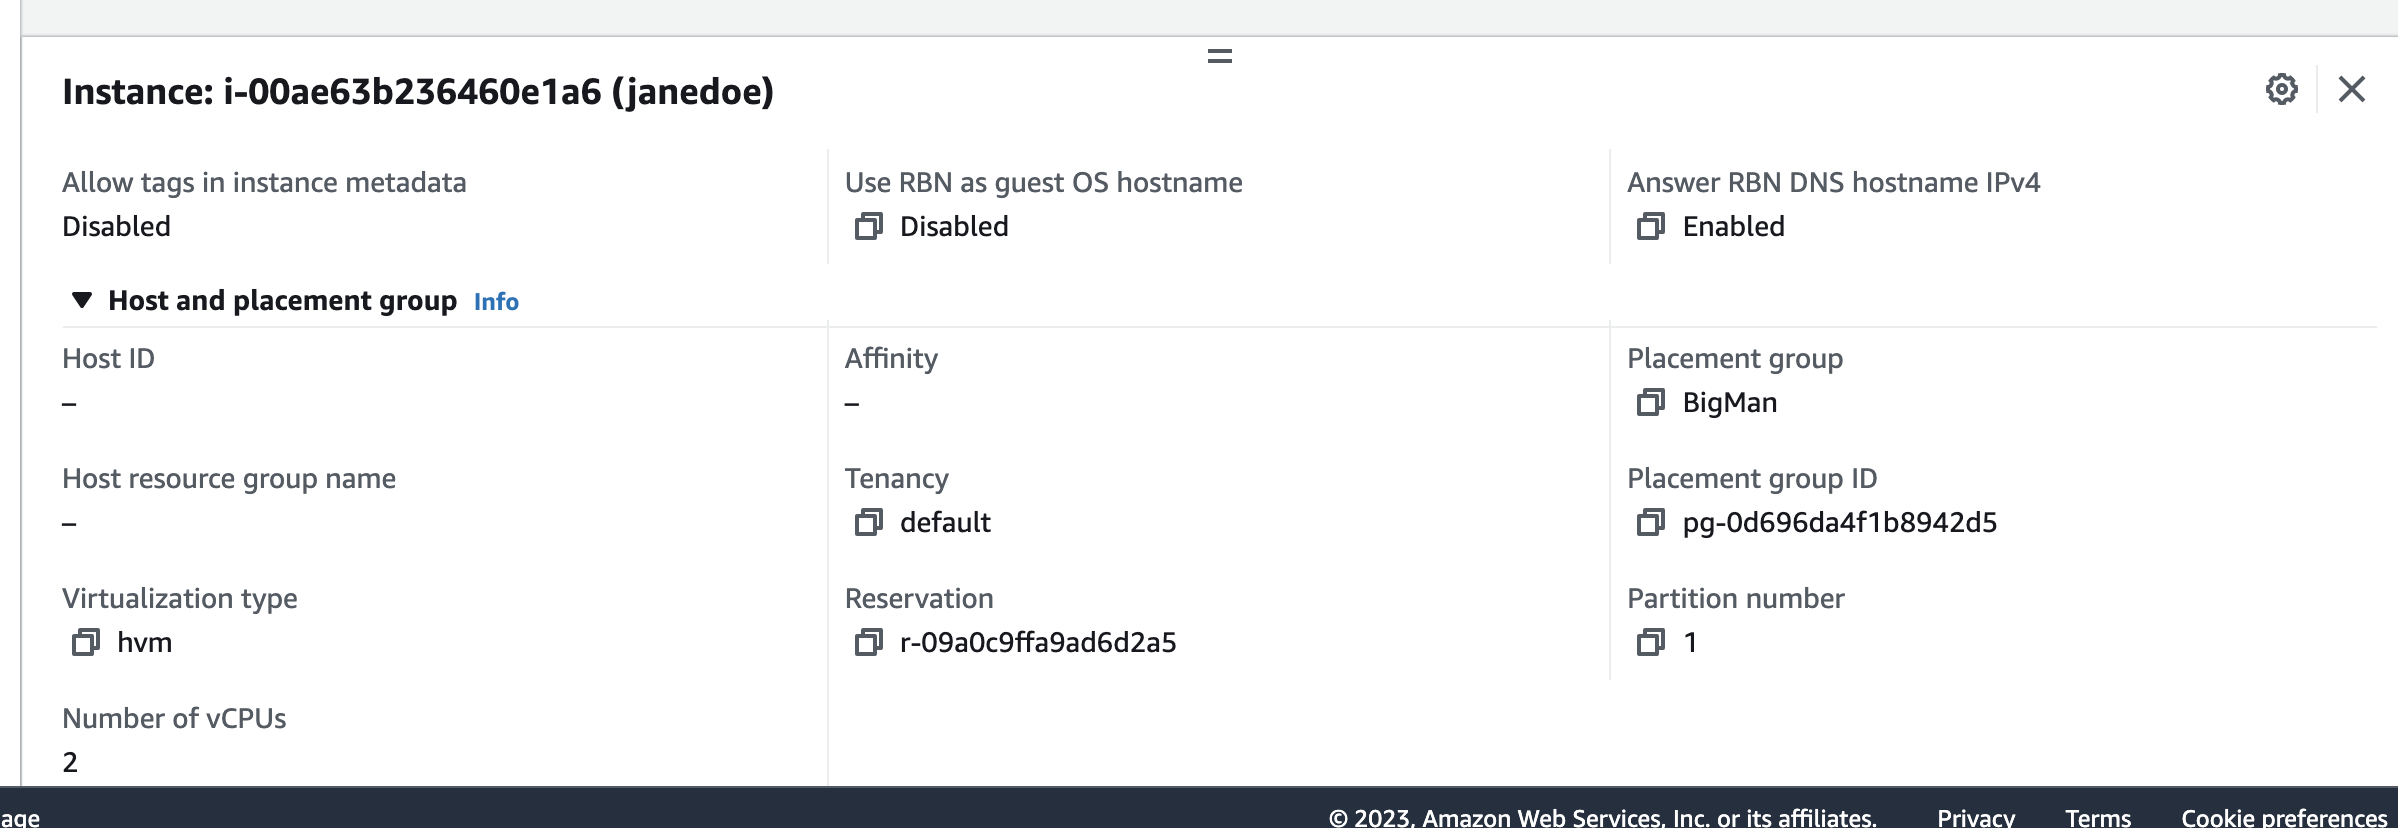 Instance: i-00ae63b236460e1a6 (janedoe)
Allow tags in instance metadata
Disabled
Use RBN as guest OS hostname
Disabled
Answer RBN DNS hostname IPv4
Enabled
Host and placement group Info
Host ID
–
Affinity
–
Placement group
BigMan
Host resource group name
–
Tenancy
default
Placement group ID
pg-0d696da4f1b8942d5
Virtualization type
hvm
Reservation
r-09a0c9ffa9ad6d2a5
Partition number
1
Number of vCPUs
2
age
© 2023, Amazon Web Services, Inc. or its affiliates. Privacy Terms Cookie preferences